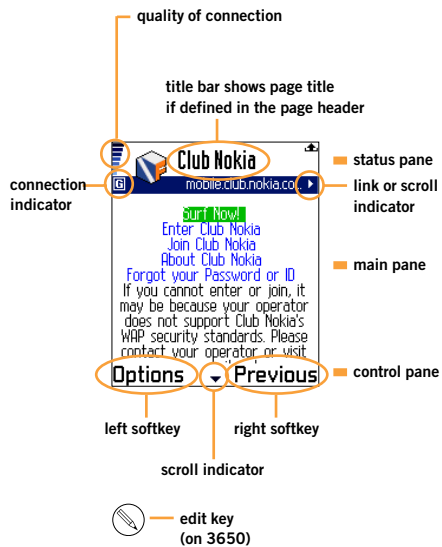 quality of connection
title bar shows page title
if defined in the page header
Club Nokia
status pane
connection
indicator
G
mobile.club.nokia.co...
link or scroll
indicator
Surf Now!
Enter Club Nokia
Join Club Nokia
About Club Nokia
Forgot your Password or ID
main pane
If you cannot enter or join, it
may be because your operator
does not support Club Nokia's
WAP security standards. Please
contact your operator or visit
Options
Previous
control pane
left softkey
right softkey
scroll indicator
edit key
(on 3650)